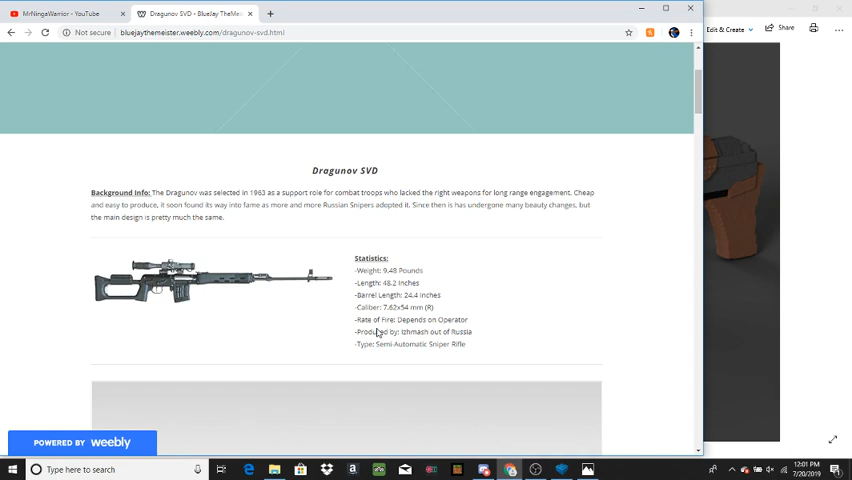 MrNingaWarrior - YouTube
Dragunov SVD - BlueJay TheMei
Edit & Create
Share
Not secure
bluejaythemeister.weebly.com/dragunov-svd.html
Dragunov SVD
Background Info: The Dragunov was selected in 1963 as a support role for combat troops who lacked the right weapons for long range engagement. Cheap
and easy to produce, it soon found its way into fame as more and more Russian Snipers adopted it. Since then is has undergone many beauty changes, but
the main design is pretty much the same.
Statistics:
-Weight: 9.48 Pounds
-Length: 48.2 Inches
-Barrel Length: 24.4 Inches
-Caliber: 7.62x54 mm (R)
-Rate of Fire: Depends on Operator
-Produced by: Izhmash out of Russia
-Type: Semi-Automatic Sniper Rifle
POWERED BY weebly
Type here to search
12:01 PM
7/20/2019